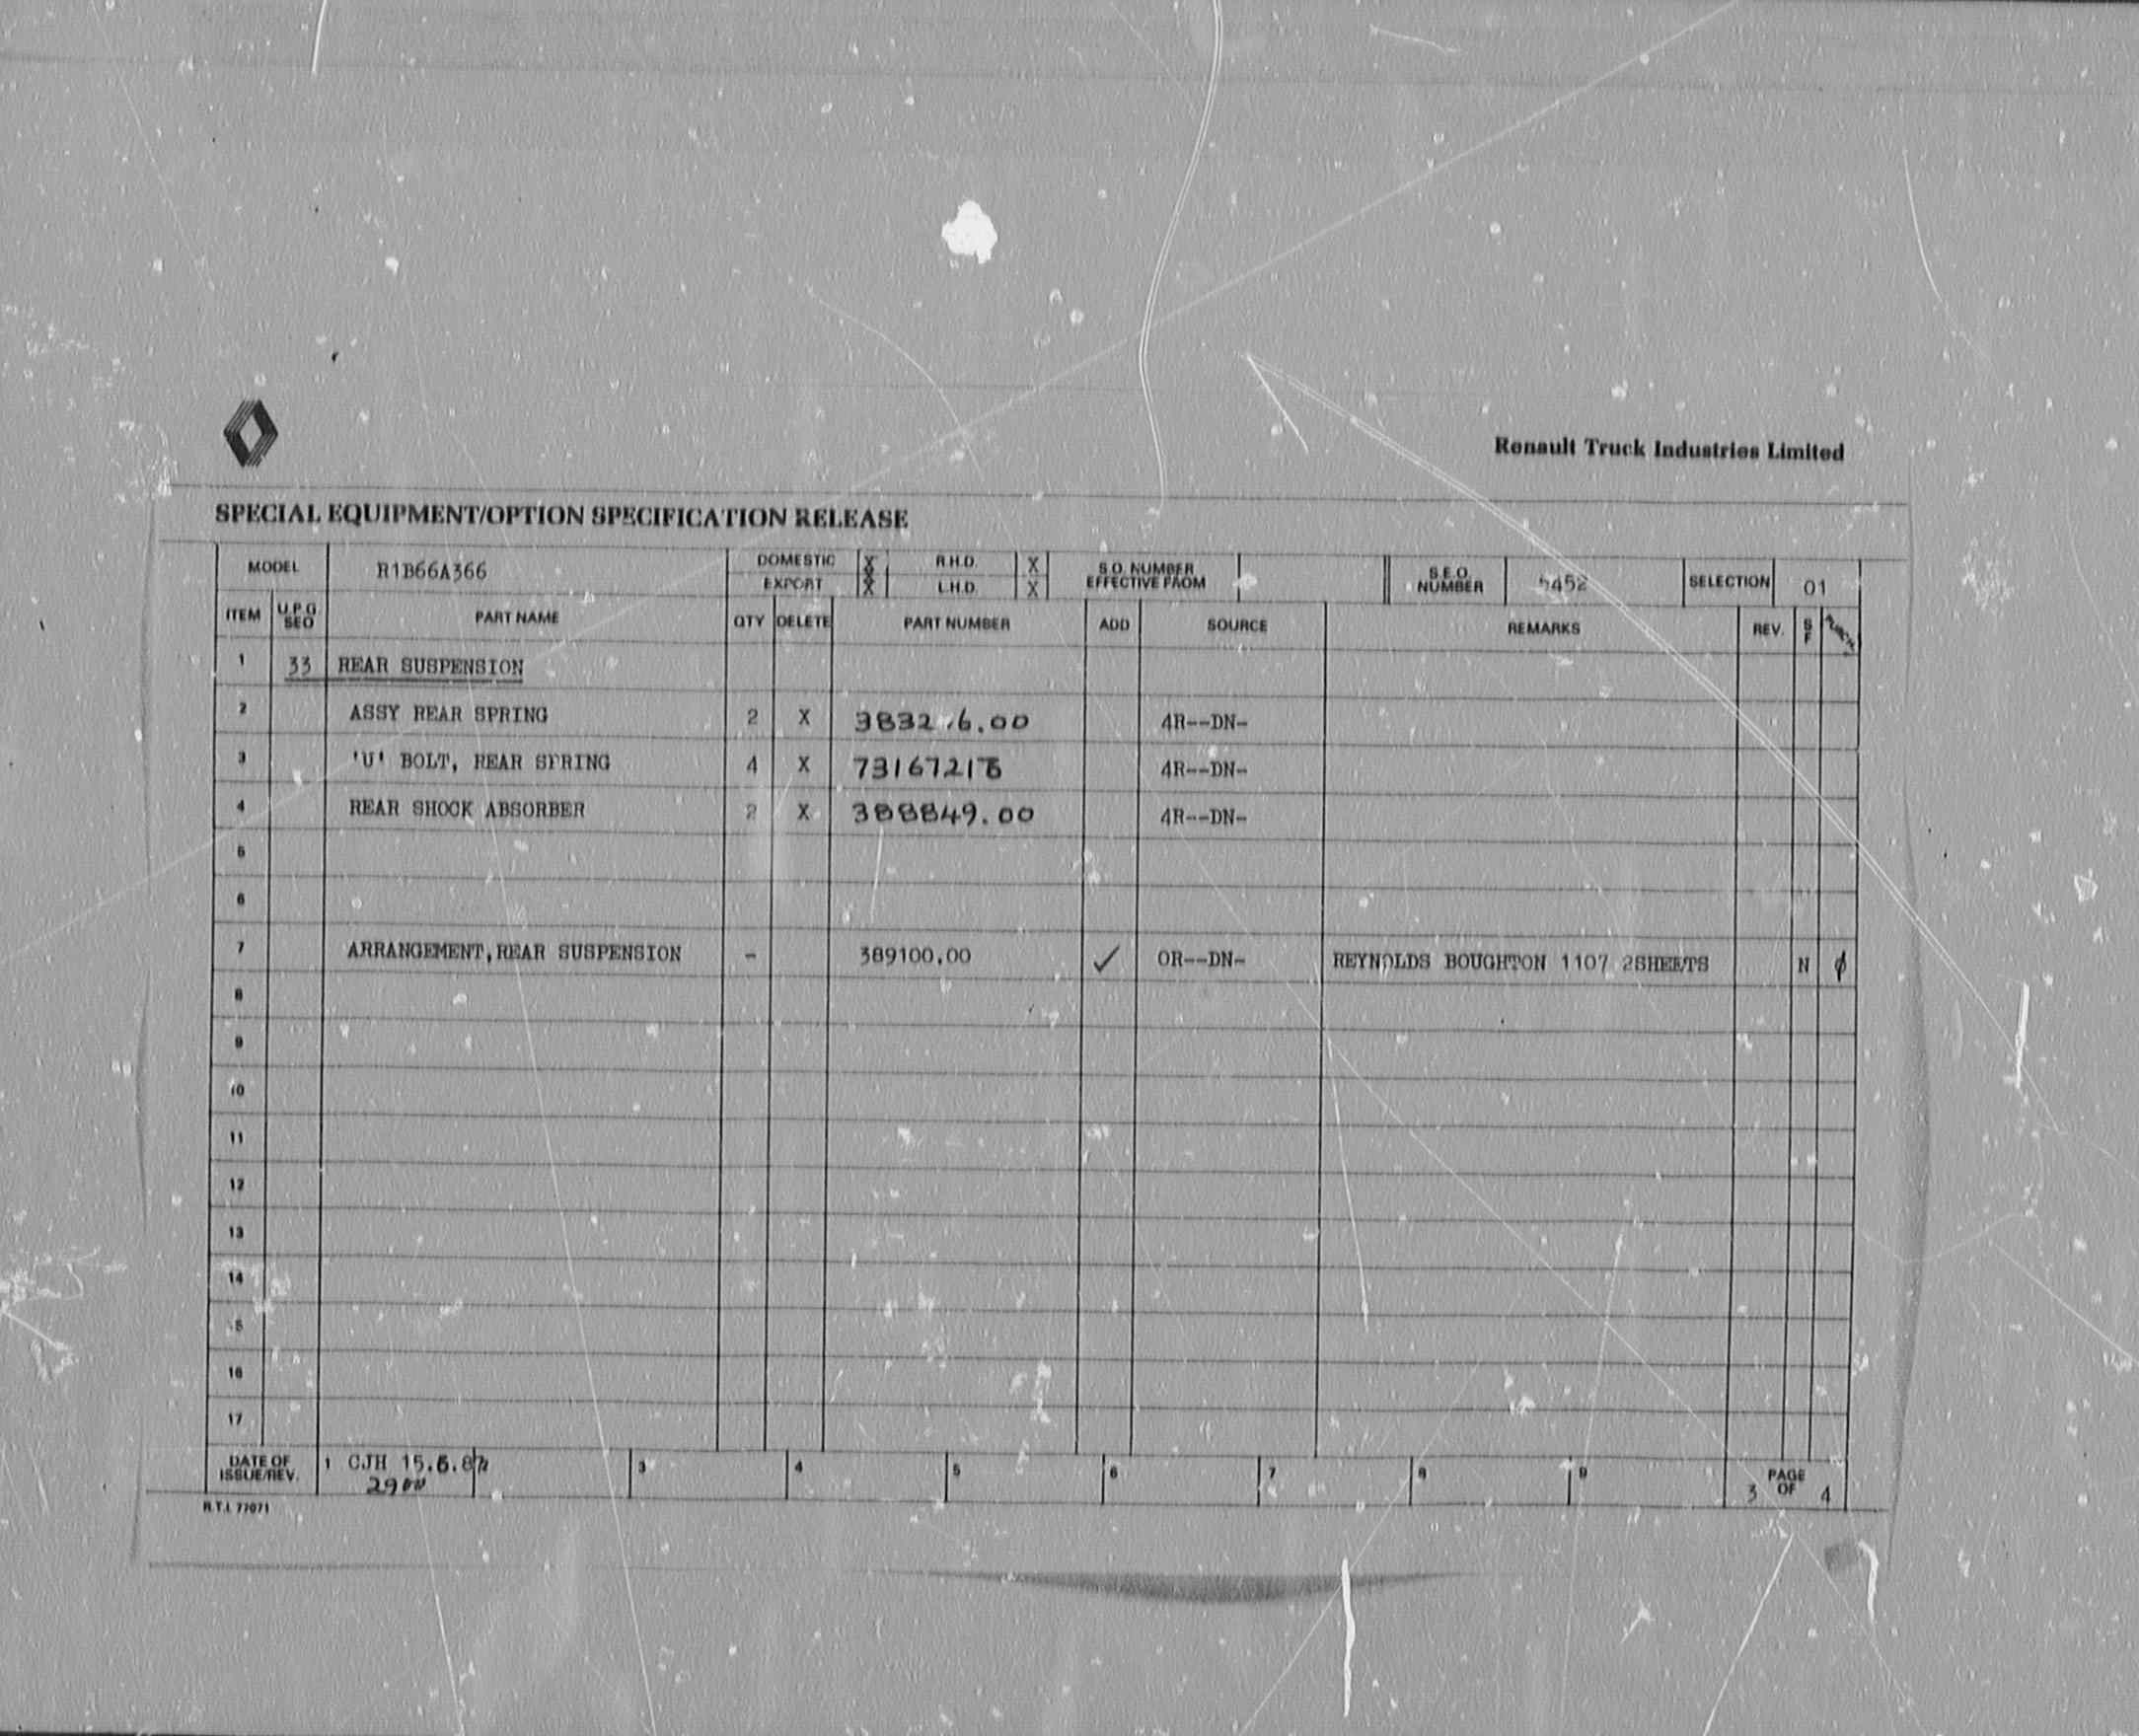 Renault Truck Industries Limited
SPECIAL EQUIPMENT/OPTION SPECIFICATION RELEASE
MODEL R1B66A366 DOMESTIC X R.H.D. X S.O. NUMBER EFFECTIVE FROM S.E.O. NUMBER 5452 SELECTION 01
EXPORT X L.H.D. X
ITEM U.P.G SEQ PART NAME QTY DELETE PART NUMBER ADD SOURCE REMARKS REV. S F
1 33 REAR SUSPENSION
2 ASSY REAR SPRING 2 X 4R--DN-
3 'U' BOLT, REAR SPRING 4 X 4R--DN-
4 REAR SHOCK ABSORBER 2 X 388849.00 4R--DN-
5
6
7 ARRANGEMENT,REAR SUSPENSION - 389100.00 ✓ 0R--DN- REYNOLDS BOUGHTON 1107 2SHEETS N ϕ
8
9
10
11
12
13
14
5
16
17
DATE OF ISSUE/REV. 1 CJH 3 4 5 6 7 8 9 PAGE 3 OF 4
R.T.I. 77071